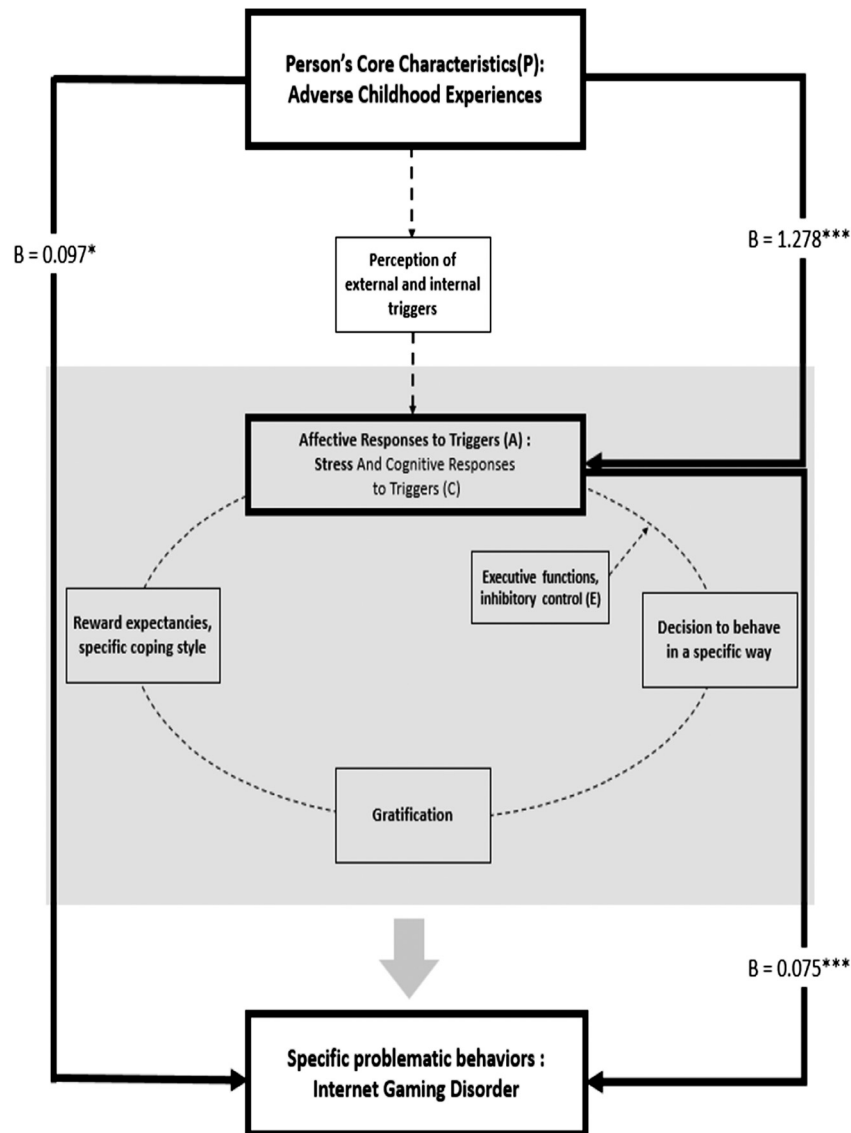 Person's Core Characteristics(P):
Adverse Childhood Experiences
B = 0.097*
B = 1.278***
Perception of
external and internal
triggers
Affective Responses to Triggers (A) :
Stress And Cognitive Responses
to Triggers (C)
Executive functions,
inhibitory control (E)
Reward expectancies,
specific coping style
Decision to behave
in a specific way
Gratification
B = 0.075***
Specific problematic behaviors :
Internet Gaming Disorder